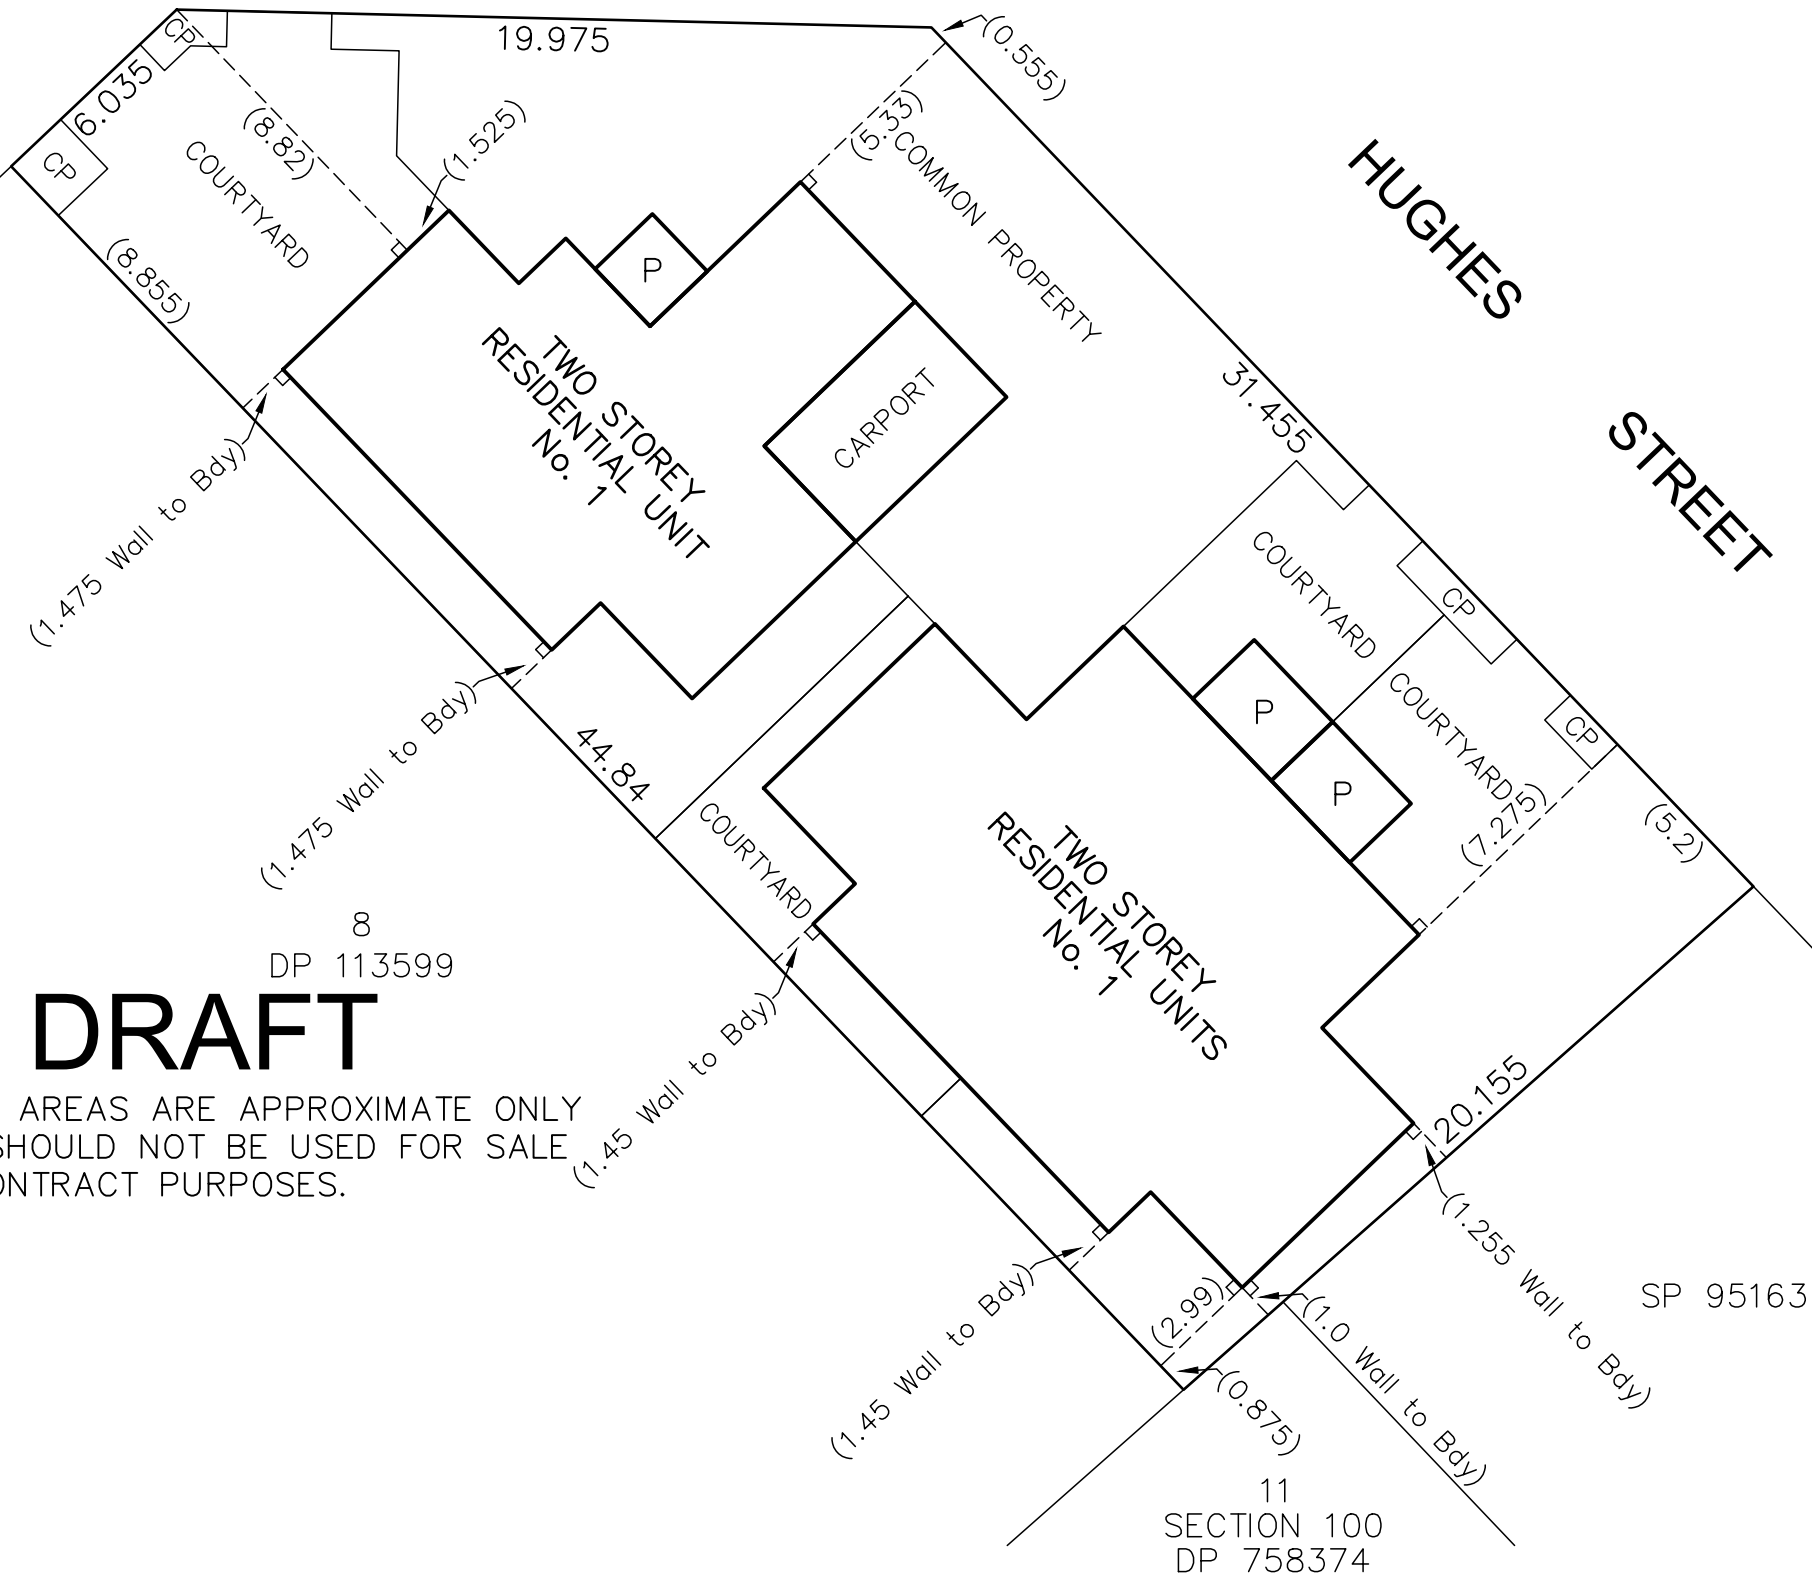 CP
19.975
(0.555)
6.035
(8.82)
(1.525)
(5.33)
COURTYARD
CP
COMMON PROPERTY
HUGHES
STREET
(8.855)
P
TWO STOREY
RESIDENTIAL UNIT
No. 1
CARPORT
31.455
(1.475 Wall to Bdy)
COURTYARD
CP
COURTYARD
CP
P
P
(7.275)
(5.2)
(1.475 Wall to Bdy)
44.84
COURTYARD
TWO STOREY
RESIDENTIAL UNITS
No. 1
8
DP 113599
DRAFT
AREAS ARE APPROXIMATE ONLY
SHOULD NOT BE USED FOR SALE
PURPOSES.
(1.45 Wall to Bdy)
20.155
(1.255 Wall to Bdy)
SP 95163
(1.45 Wall to Bdy)
(2.99)
(1.0 Wall to Bdy)
(0.875)
11
SECTION 100
DP 758374